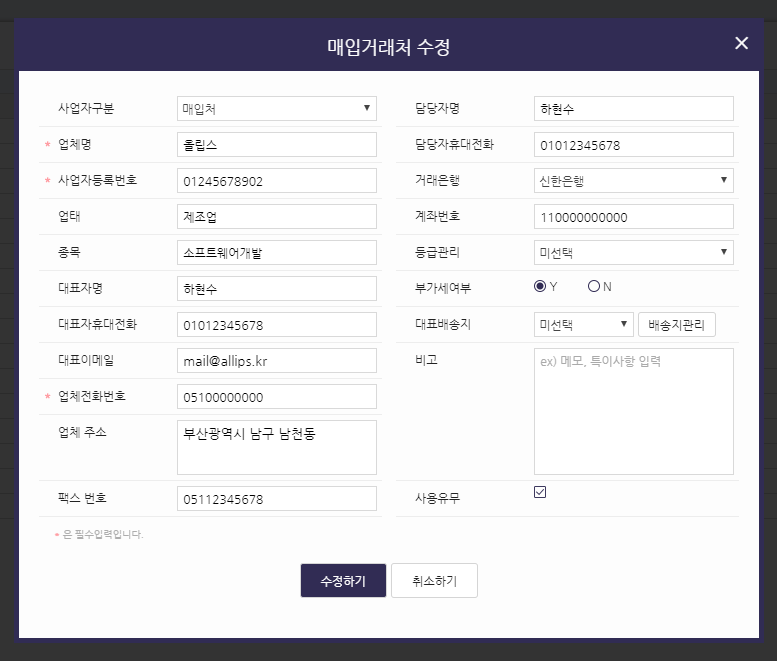 매입거래처 수정
사업자구분 매입처
* 업체명 올립스
* 사업자등록번호 01245678902
업태 제조업
종목 소프트웨어개발
대표자명 하현수
대표자휴대전화 01012345678
대표이메일 mail@allips.kr
* 업체전화번호 05100000000
업체 주소 부산광역시 남구 남천동
팩스 번호 05112345678
담당자명 하현수
담당자휴대전화 01012345678
거래은행 신한은행
계좌번호 110000000000
등급관리 미선택
부가세여부 Y N
대표배송지 미선택 배송지관리
비고 ex) 메모, 특이사항 입력
사용유무
* 은 필수입력입니다.
수정하기 취소하기